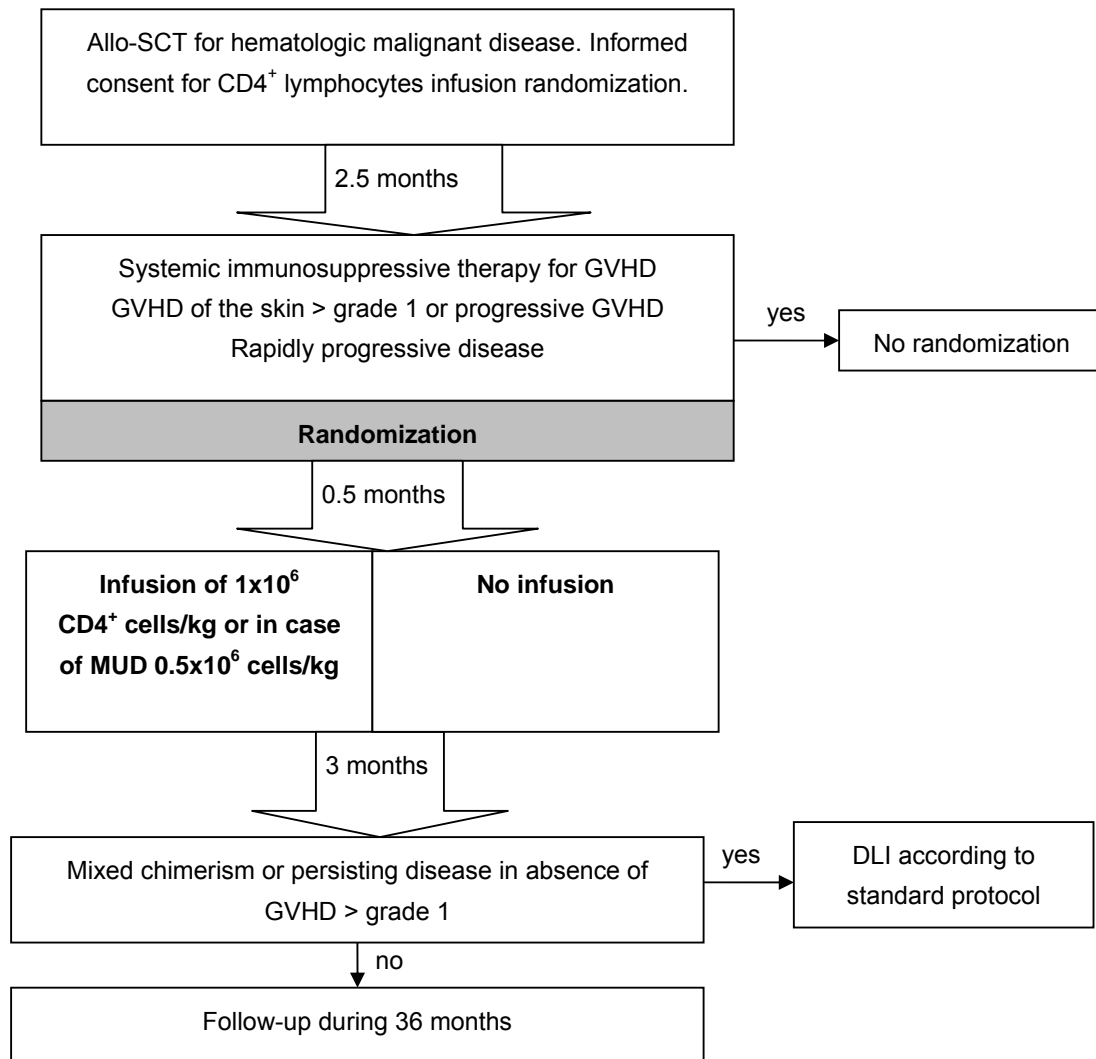 Allo-SCT for hematologic malignant disease. Informed
consent for CD4⁺ lymphocytes infusion randomization.
2.5 months
Systemic immunosuppressive therapy for GVHD
GVHD of the skin > grade 1 or progressive GVHD
Rapidly progressive disease
yes
No randomization
Randomization
0.5 months
Infusion of 1x10⁶
CD4⁺ cells/kg or in case
of MUD 0.5x10⁶ cells/kg
No infusion
3 months
Mixed chimerism or persisting disease in absence of
GVHD > grade 1
yes
DLI according to
standard protocol
no
Follow-up during 36 months